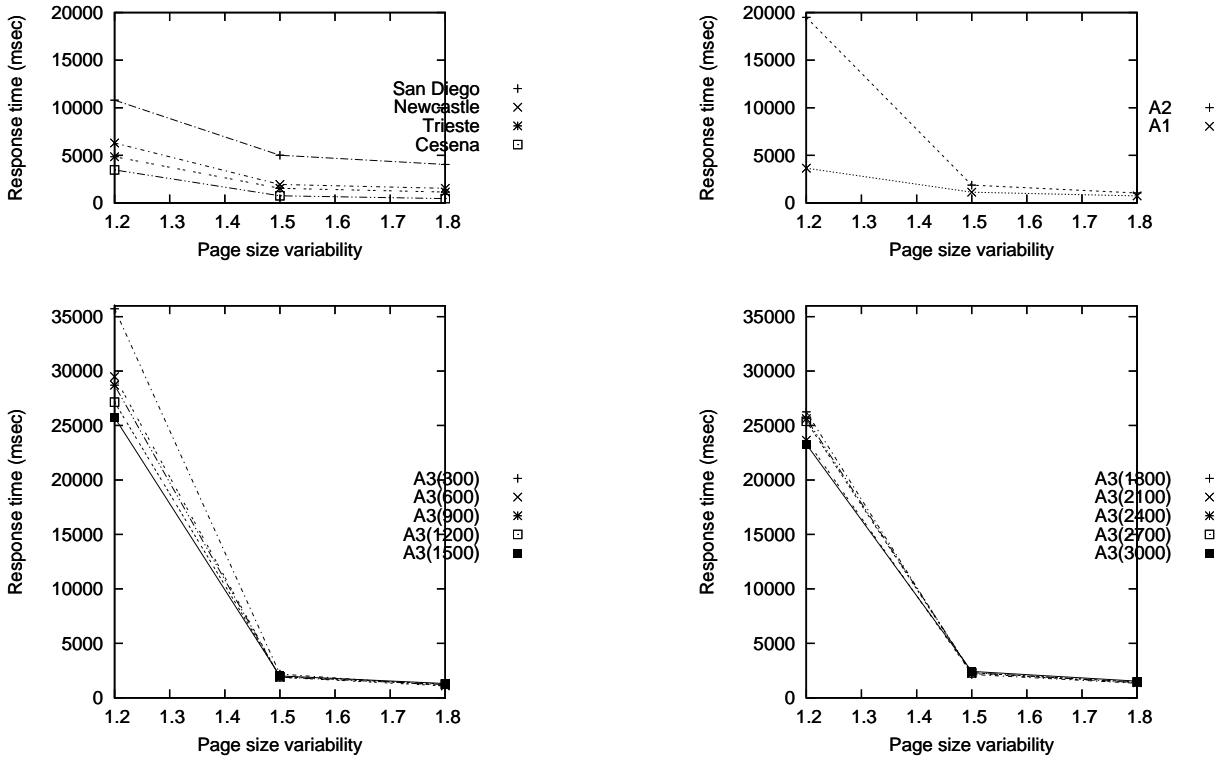 Response time (msec)
20000
15000
10000
5000
0
1.2 1.3 1.4 1.5 1.6 1.7 1.8
Page size variability
San Diego
Newcastle
Trieste
Cesena
Response time (msec)
20000
15000
10000
5000
0
1.2 1.3 1.4 1.5 1.6 1.7 1.8
Page size variability
A2
A1
Response time (msec)
35000
30000
25000
20000
15000
10000
5000
0
1.2 1.3 1.4 1.5 1.6 1.7 1.8
Page size variability
A3(300)
A3(600)
A3(900)
A3(1200)
A3(1500)
Response time (msec)
35000
30000
25000
20000
15000
10000
5000
0
1.2 1.3 1.4 1.5 1.6 1.7 1.8
Page size variability
A3(1800)
A3(2100)
A3(2400)
A3(2700)
A3(3000)